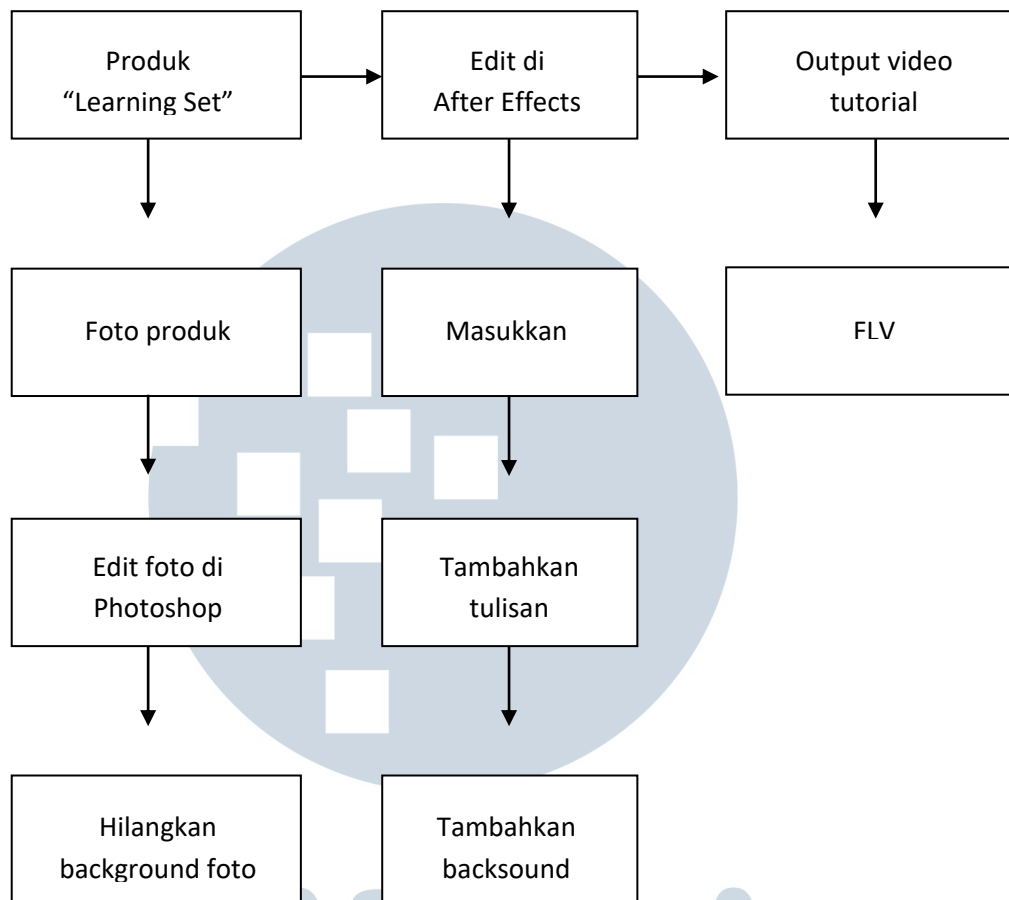 Produk
“Learning Set”
Edit di
After Effects
Output video
tutorial
Foto produk
Masukkan
FLV
Edit foto di
Photoshop
Tambahkan
tulisan
Hilangkan
background foto
Tambahkan
backsound